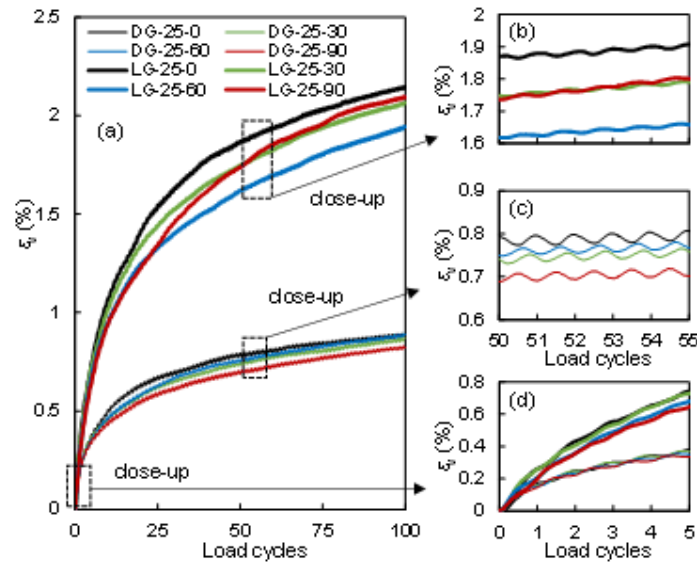 2.5
2
1.5
1
0.5
0
DG-25-0 DG-25-30
DG-25-60 DG-25-90
LG-25-0 LG-25-30
LG-25-60 LG-25-90
(a)
close-up
close-up
close-up
0 25 50 75 100
Load cycles
ε (%)
2
1.9
1.8
1.7
1.6
(b)
ε (%)
0.9
0.8
0.7
0.6
(c)
ε (%)
50 51 52 53 54 55
Load cycles
0.8
0.6
0.4
0.2
0
(d)
ε (%)
0 1 2 3 4 5
Load cycles